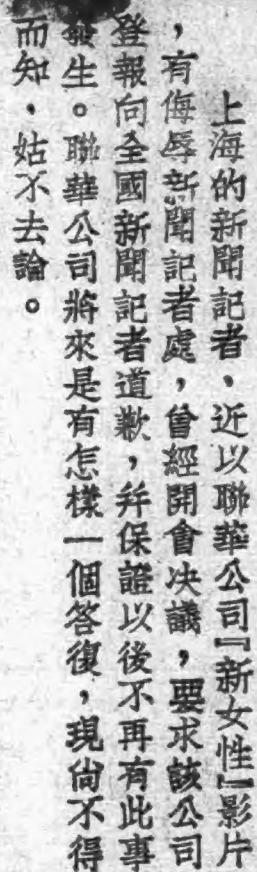 上海的新聞記者，近以聯華公司『新女性』影片
，有侮辱新聞記者處，曾經開會決議，要求該公司
登報向全國新聞記者道歉，幷保證以後不再有此事
發生。聯華公司將來是有怎樣一個答復，現尙不得
而知，姑不去論。